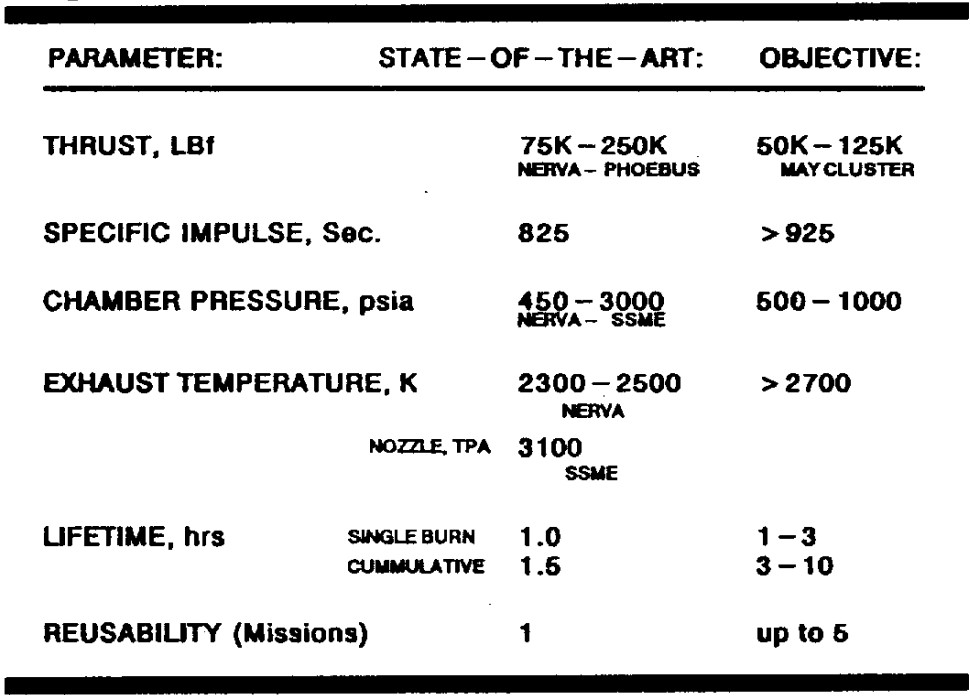 PARAMETER: STATE-OF-THE-ART: OBJECTIVE:
THRUST, LBf 75K-250K 50K-125K
NERVA- PHOEBUS MAY CLUSTER
SPECIFIC IMPULSE, Sec. 825 >925
CHAMBER PRESSURE, psia 450-3000 500-1000
NERVA- SSME
EXHAUST TEMPERATURE, K 2300-2500 >2700
NERVA
NOZZLE, TPA 3100
SSME
LIFETIME, hrs SINGLE BURN 1.0 1-3
CUMMULATIVE 1.5 3-10
REUSABILITY (Missions) 1 up to 5